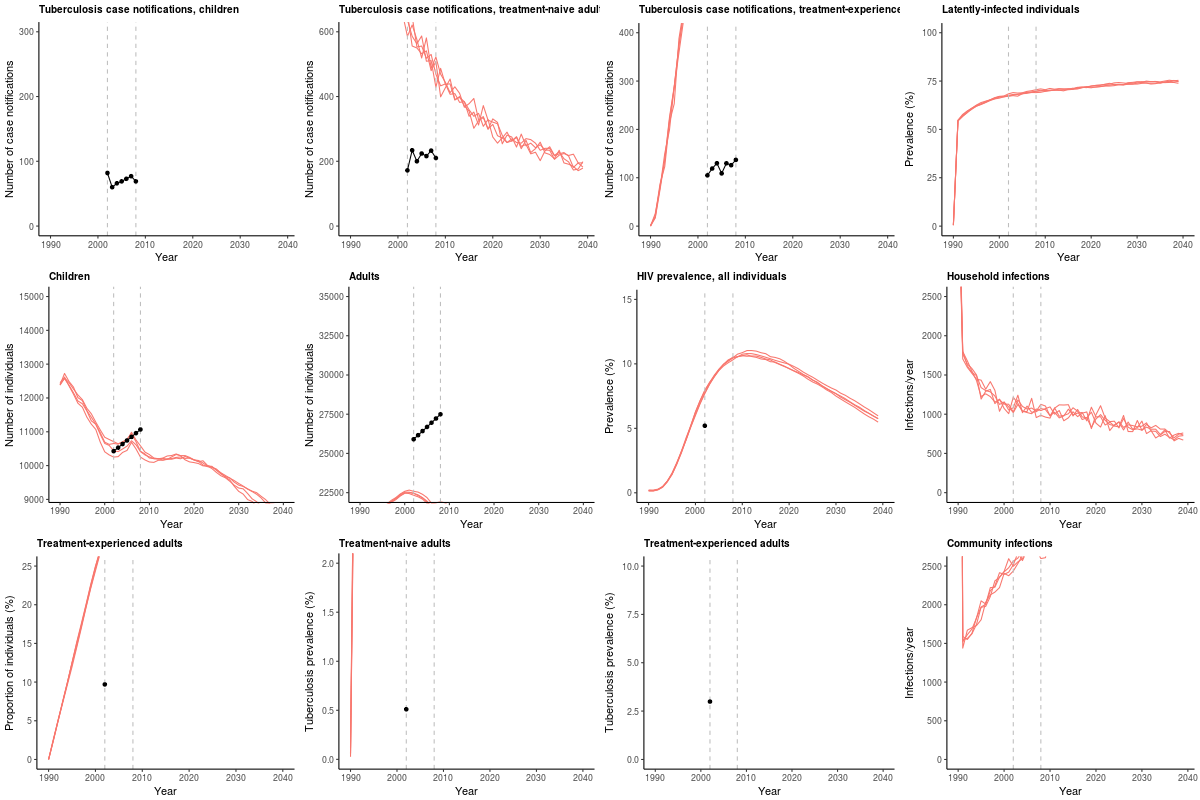 Tuberculosis case notifications, children
Number of case notifications
300
200
100
0
1990 2000 2010 2020 2030 2040
Year
Tuberculosis case notifications, treatment-naive adult
Number of case notifications
600
400
200
0
1990 2000 2010 2020 2030 2040
Year
Tuberculosis case notifications, treatment-experience
Number of case notifications
400
300
200
100
0
1990 2000 2010 2020 2030 2040
Year
Latently-infected individuals
Prevalence (%)
100
75
50
25
0
1990 2000 2010 2020 2030 2040
Year
Children
Number of individuals
15000
14000
13000
12000
11000
10000
9000
1990 2000 2010 2020 2030 2040
Year
Adults
Number of individuals
35000
32500
30000
27500
25000
22500
1990 2000 2010 2020 2030 2040
Year
HIV prevalence, all individuals
Prevalence (%)
15
10
5
0
1990 2000 2010 2020 2030 2040
Year
Household infections
Infections/year
2500
2000
1500
1000
500
0
1990 2000 2010 2020 2030 2040
Year
Treatment-experienced adults
Proportion of individuals (%)
25
20
15
10
5
0
1990 2000 2010 2020 2030 2040
Year
Treatment-naive adults
Tuberculosis prevalence (%)
2.0
1.5
1.0
0.5
0.0
1990 2000 2010 2020 2030 2040
Year
Treatment-experienced adults
Tuberculosis prevalence (%)
10.0
7.5
5.0
2.5
0.0
1990 2000 2010 2020 2030 2040
Year
Community infections
Infections/year
2500
2000
1500
1000
500
0
1990 2000 2010 2020 2030 2040
Year